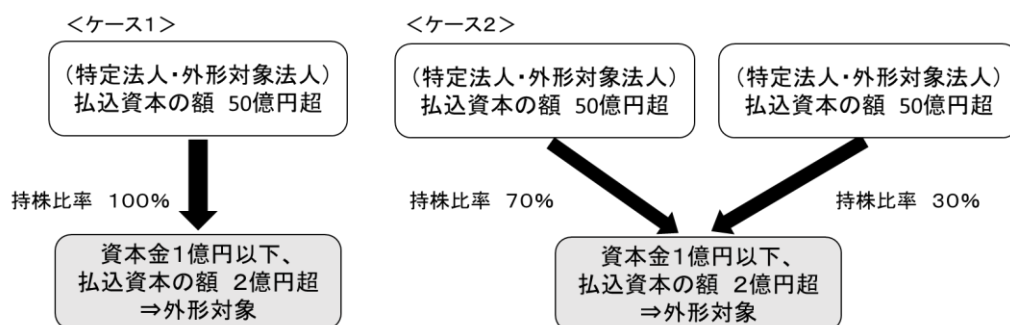 ＜ケース１＞
（特定法人・外形対象法人）
払込資本の額 50億円超
持株比率 １００％
資本金１億円以下、
払込資本の額 ２億円超
⇒外形対象
＜ケース２＞
（特定法人・外形対象法人）
払込資本の額 50億円超
（特定法人・外形対象法人）
払込資本の額 50億円超
持株比率 ７０％
持株比率 ３０％
資本金１億円以下、
払込資本の額 ２億円超
⇒外形対象